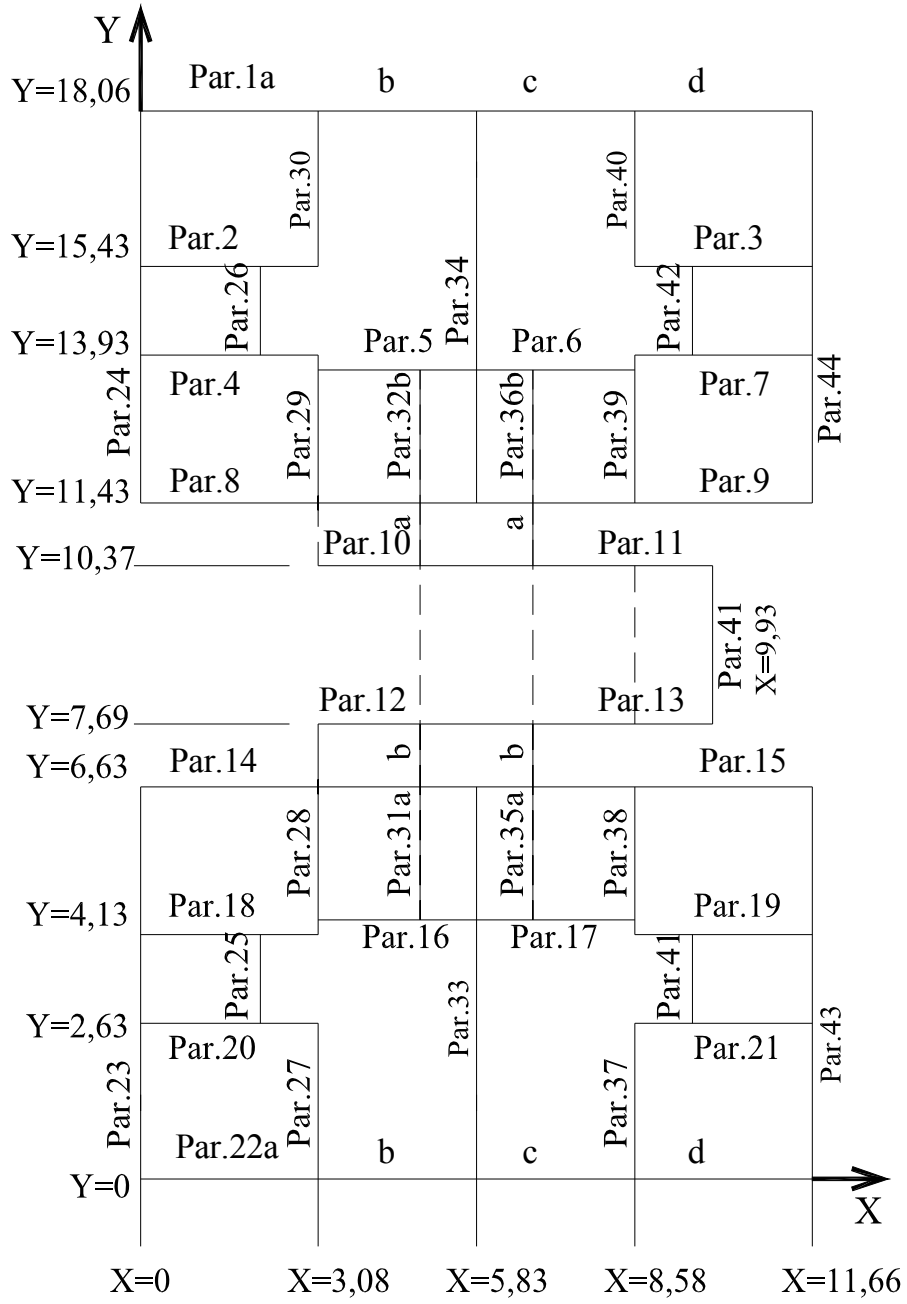 Y
Y=18,06
Par.1a
b
c
d
Par.30
Par.40
Y=15,43
Par.2
Par.3
Par.26
Par.34
Par.42
Y=13,93
Par.5
Par.6
Par.24
Par.4
Par.29
Par.32b
Par.36b
Par.39
Par.7
Par.44
Y=11,43
Par.8
Par.9
a
a
Y=10,37
Par.10
Par.11
Par.41
X=9,93
Y=7,69
Par.12
Par.13
Y=6,63
Par.14
b
b
Par.15
Par.28
Par.31a
Par.35a
Par.38
Y=4,13
Par.18
Par.19
Par.16
Par.17
Par.25
Par.33
Par.41
Y=2,63
Par.20
Par.21
Par.43
Par.23
Par.27
Par.37
Par.22a
b
c
d
Y=0
X
X=0
X=3,08
X=5,83
X=8,58
X=11,66